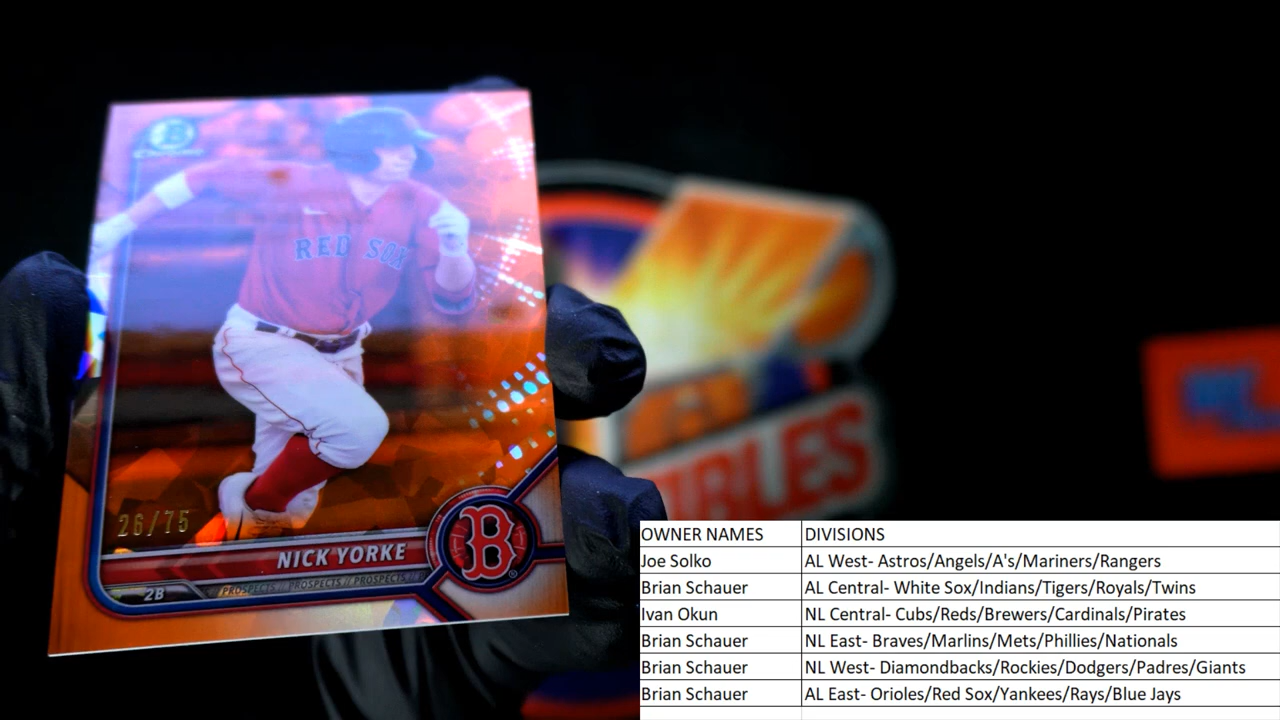 B
RED SOX
26/75
NICK YORKE
B
2B
PROSPECTS // PROSPECTS // PROSPECTS //
IBLES
OWNER NAMES DIVISIONS
Joe Solko AL West- Astros/Angels/A's/Mariners/Rangers
Brian Schauer AL Central- White Sox/Indians/Tigers/Royals/Twins
Ivan Okun NL Central- Cubs/Reds/Brewers/Cardinals/Pirates
Brian Schauer NL East- Braves/Marlins/Mets/Phillies/Nationals
Brian Schauer NL West- Diamondbacks/Rockies/Dodgers/Padres/Giants
Brian Schauer AL East- Orioles/Red Sox/Yankees/Rays/Blue Jays